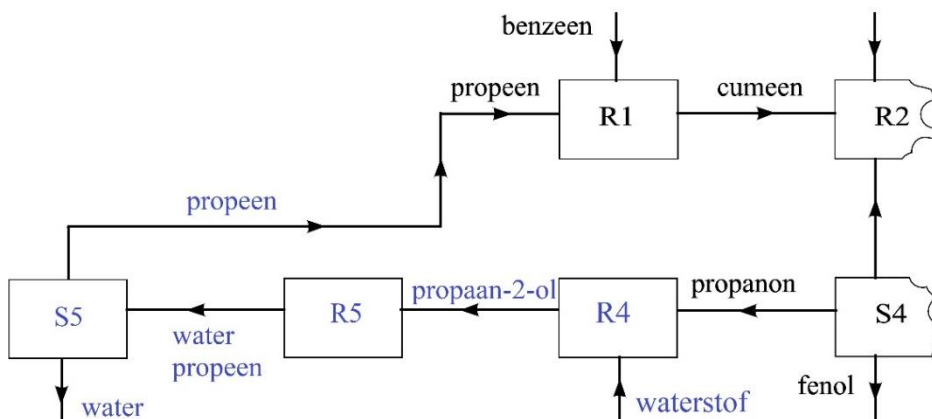 benzeen
propeen
R1
cumeen
R2
propeen
S5
water
propeen
R5
propaan-2-ol
R4
propanon
S4
water
waterstof
fenol